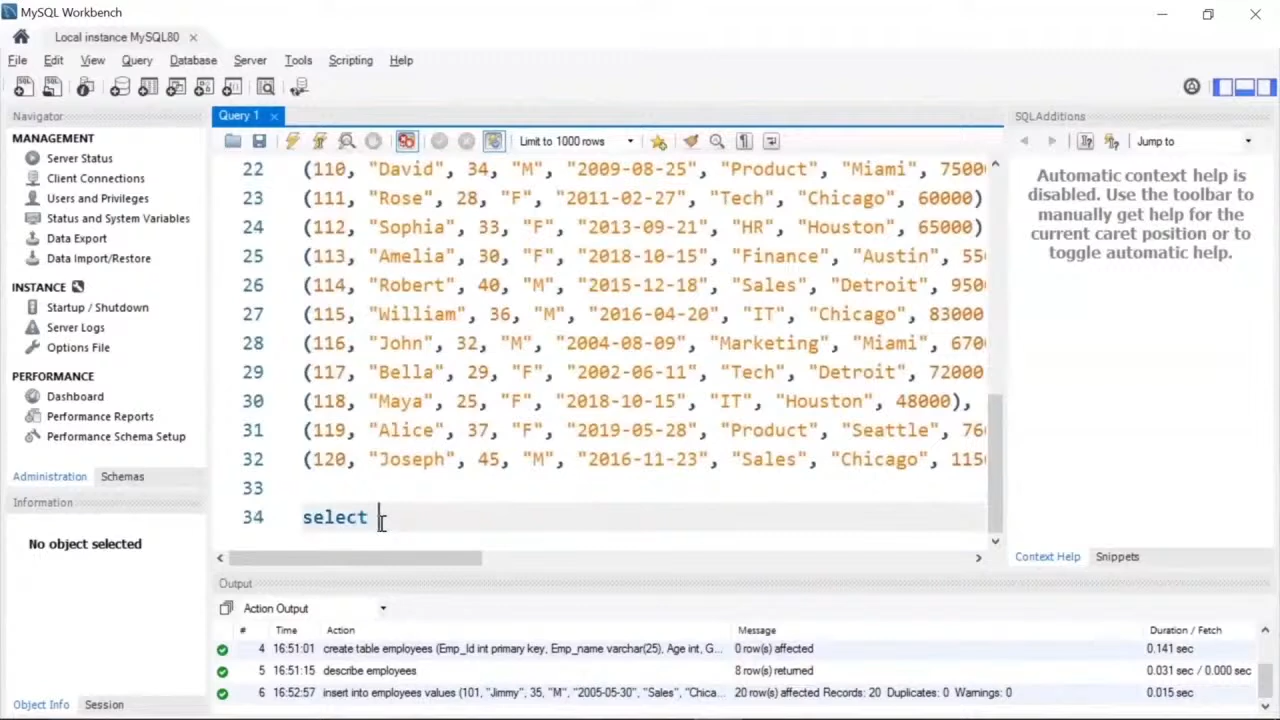 MySQL Workbench
Local instance MySQL80
File Edit View Query Database Server Tools Scripting Help
Navigator
MANAGEMENT
Server Status
Client Connections
Users and Privileges
Status and System Variables
Data Export
Data Import/Restore
INSTANCE
Startup / Shutdown
Server Logs
Options File
PERFORMANCE
Dashboard
Performance Reports
Performance Schema Setup
Administration Schemas
Information
No object selected
Object Info Session
Query 1
Limit to 1000 rows
22 (110, "David", 34, "M", "2009-08-25", "Product", "Miami", 7500
23 (111, "Rose", 28, "F", "2011-02-27", "Tech", "Chicago", 60000)
24 (112, "Sophia", 33, "F", "2013-09-21", "HR", "Houston", 65000)
25 (113, "Amelia", 30, "F", "2018-10-15", "Finance", "Austin", 55
26 (114, "Robert", 40, "M", "2015-12-18", "Sales", "Detroit", 950
27 (115, "William", 36, "M", "2016-04-20", "IT", "Chicago", 83000
28 (116, "John", 32, "M", "2004-08-09", "Marketing", "Miami", 670
29 (117, "Bella", 29, "F", "2002-06-11", "Tech", "Detroit", 72000
30 (118, "Maya", 25, "F", "2018-10-15", "IT", "Houston", 48000),
31 (119, "Alice", 37, "F", "2019-05-28", "Product", "Seattle", 76
32 (120, "Joseph", 45, "M", "2016-11-23", "Sales", "Chicago", 115
33
34 select
SQLAdditions
Jump to
Automatic context help is
disabled. Use the toolbar to
manually get help for the
current caret position or to
toggle automatic help.
Context Help Snippets
Output
Action Output
# Time Action Message Duration / Fetch
4 16:51:01 create table employees (Emp_Id int primary key, Emp_name varchar(25), Age int, G... 0 row(s) affected 0.141 sec
5 16:51:15 describe employees 8 row(s) returned 0.031 sec / 0.000 sec
6 16:52:57 insert into employees values (101, "Jimmy", 35, "M", "2005-05-30", "Sales", "Chica... 20 row(s) affected Records: 20 Duplicates: 0 Warnings: 0 0.015 sec